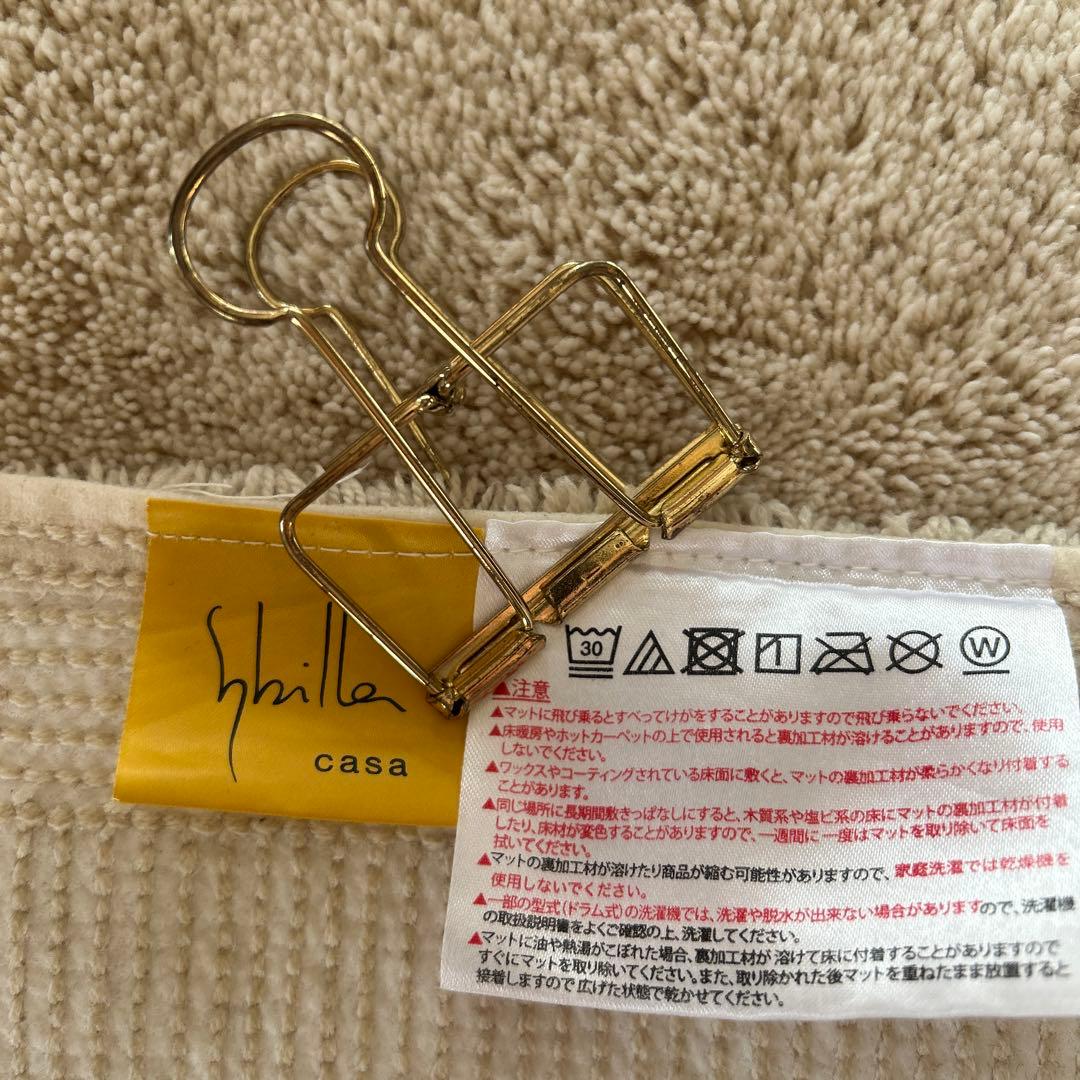 Sybilla
casa
30
W
▲注意
▲マットに飛び乗るとすべってけがをすることがありますので飛び乗らないでください。
▲床暖房やホットカーペットの上で使用されると裏加工材が溶けることがありますので、使用
しないでください。
▲ワックスやコーティングされている床面に敷くと、マットの裏加工材が柔らかくなり付着する
ことがあります。
▲同じ場所に長期間敷きっぱなしにすると、木質系や塩ビ系の床にマットの裏加工材が付着
したり、床材が変色することがありますので、一週間に一度はマットを取り除いて床面を
拭いてください。
▲マットの裏加工材が溶けたり商品が縮む可能性がありますので、家庭洗濯では乾燥機を
使用しないでください。
▲一部の型式(ドラム式)の洗濯機では、洗濯や脱水が出来ない場合がありますので、洗濯機
の取扱説明書をよくご確認の上、洗濯してください。
▲マットに油や熱湯がこぼれた場合、裏加工材が溶けて床に付着することがありますので
すぐにマットを取り除いてください。また、取り除かれた後マットを重ねたまま放置すると
接着しますので広げた状態で乾かせてください。